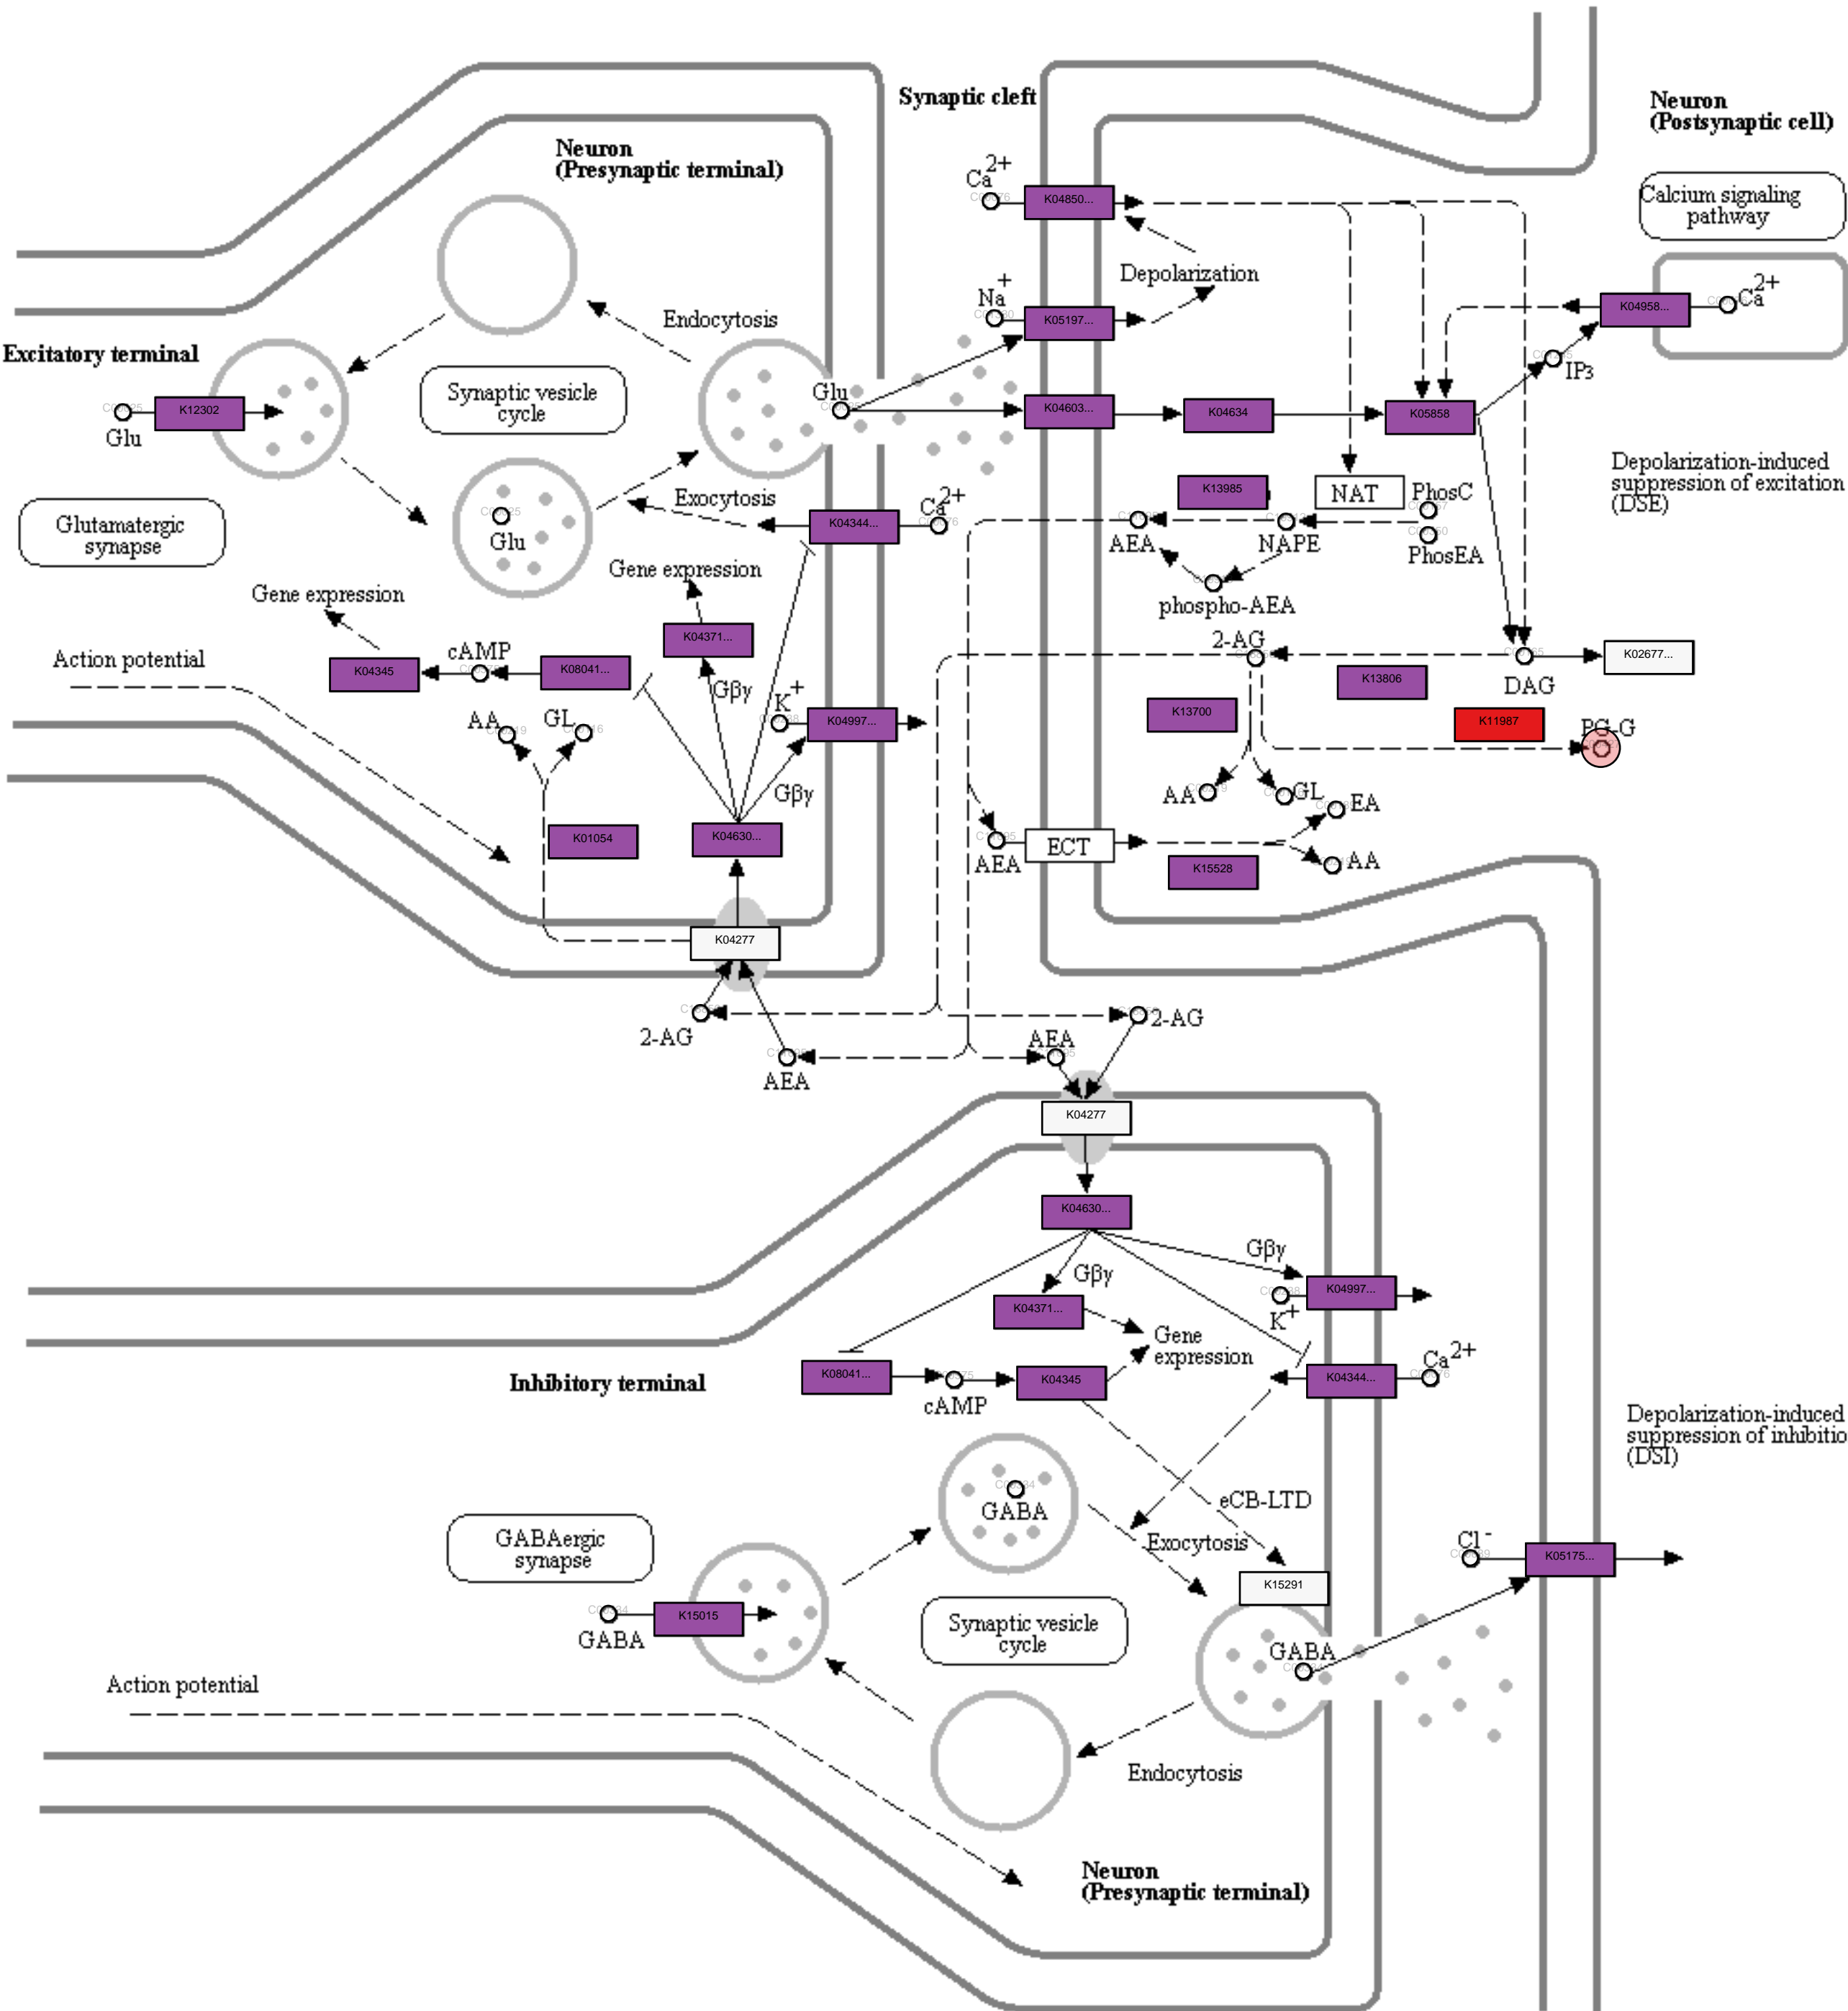 Synaptic cleft
Neuron
(Postsynaptic cell)
Neuron
(Presynaptic terminal)
Ca2+
K04850...
Calcium signaling
pathway
Depolarization
Na+
K05197...
K04958...
Ca2+
Endocytosis
Excitatory terminal
IP3
Synaptic vesicle
cycle
Glu
K12302
Glu
K04603...
K04634
K05858
Depolarization-induced
suppression of excitation
(DSE)
K13985
NAT
PhosC
Exocytosis
Ca2+
Glutamatergic
synapse
Glu
K04344...
AEA
NAPE
PhosEA
Gene expression
Gene expression
phospho-AEA
K04371...
2-AG
Action potential
cAMP
K04345
K08041...
K02677...
DAG
K13806
Gβγ
K+
AA
GL
K04997...
K13700
K11987
PG-G
Gβγ
AA
GL
EA
K01054
K04630...
AEA
ECT
AA
K15528
K04277
2-AG
2-AG
AEA
AEA
K04277
K04630...
Gβγ
Gβγ
K04997...
K04371...
K+
Gene
expression
Ca2+
Inhibitory terminal
K08041...
K04345
K04344...
cAMP
Depolarization-induced
suppression of inhibitio
(DSI)
GABA
eCB-LTD
GABAergic
synapse
Exocytosis
Cl-
K05175...
K15291
K15015
GABA
Synaptic vesicle
cycle
GABA
Action potential
Endocytosis
Neuron
(Presynaptic terminal)